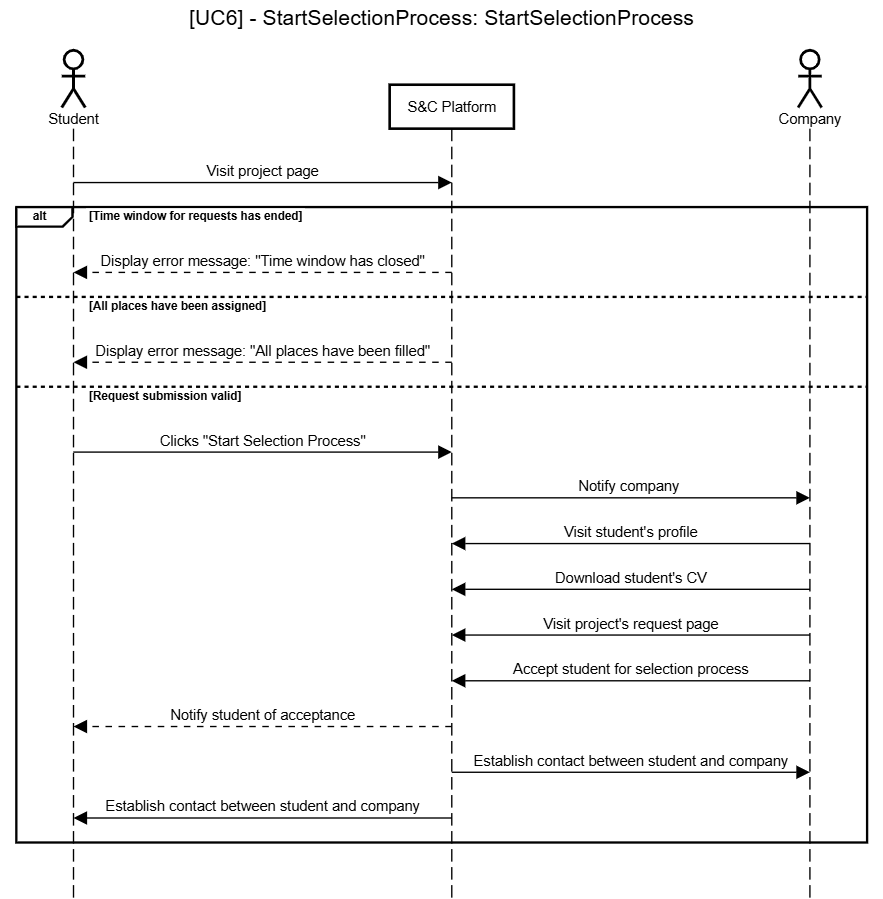 [UC6] - StartSelectionProcess: StartSelectionProcess
Student
S&C Platform
Company
Visit project page
alt
[Time window for requests has ended]
Display error message: "Time window has closed"
[All places have been assigned]
Display error message: "All places have been filled"
[Request submission valid]
Clicks "Start Selection Process"
Notify company
Visit student's profile
Download student's CV
Visit project's request page
Accept student for selection process
Notify student of acceptance
Establish contact between student and company
Establish contact between student and company